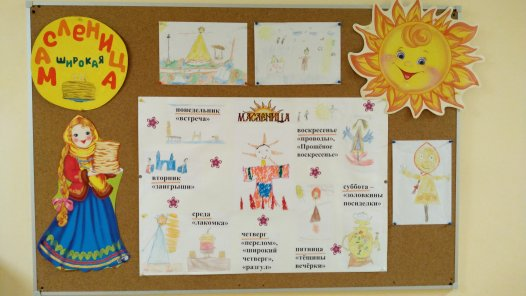 Масленица
широкая
понедельник
«встреча»
МАСЛЕНИЦА
воскресенье
«проводы»,
«Прощёное
воскресенье»
вторник
«заигрыши»
суббота –
«золовкины
посиделки»
среда
«лакомка»
четверг
«перелом»,
«широкий
четверг»,
«разгул»
пятница
«тёщины
вечёрки»